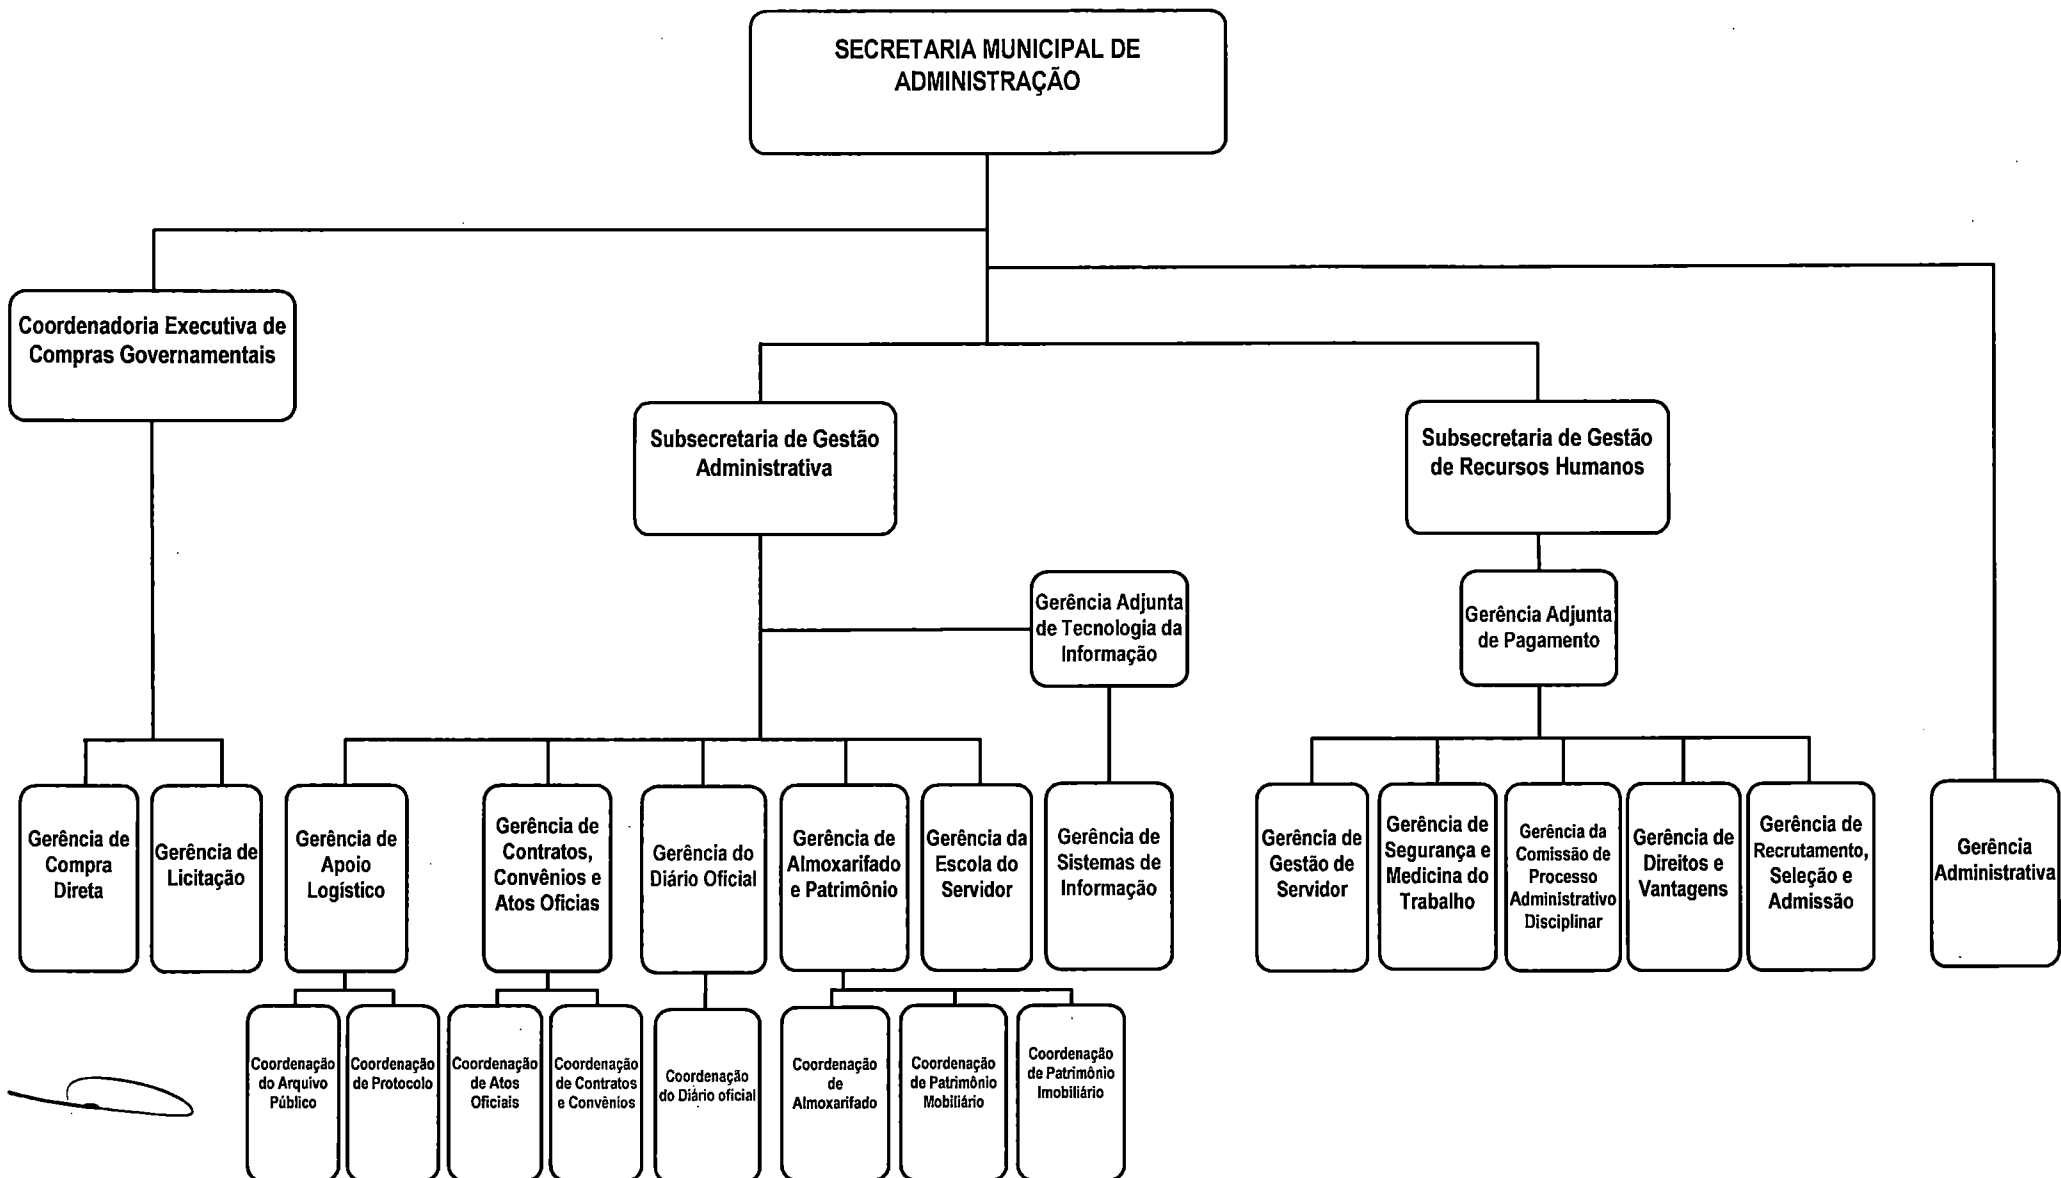 SECRETARIA MUNICIPAL DE
ADMINISTRAÇÃO
Coordenadoria Executiva de
Compras Governamentais
Subsecretaria de Gestão
Administrativa
Subsecretaria de Gestão
de Recursos Humanos
Gerência Adjunta
de Tecnologia da
Informação
Gerência Adjunta
de Pagamento
Gerência de
Compra
Direta
Gerência de
Licitação
Gerência de
Apoio
Logístico
Gerência de
Contratos,
Convênios e
Atos Oficias
Gerência do
Diário Oficial
Gerência de
Almoxarifado
e Patrimônio
Gerência da
Escola do
Servidor
Gerência de
Sistemas de
Informação
Gerência de
Gestão de
Servidor
Gerência de
Segurança e
Medicina do
Trabalho
Gerência da
Comissão de
Processo
Administrativo
Disciplinar
Gerência de
Direitos e
Vantagens
Gerência de
Recrutamento,
Seleção e
Admissão
Gerência
Administrativa
Coordenação
do Arquivo
Público
Coordenação
de Protocolo
Coordenação
de Atos
Oficiais
Coordenação
de Contratos
e Convênios
Coordenação
do Diário oficial
Coordenação
de
Almoxarifado
Coordenação
de Patrimônio
Mobiliário
Coordenação
de Patrimônio
Imobiliário